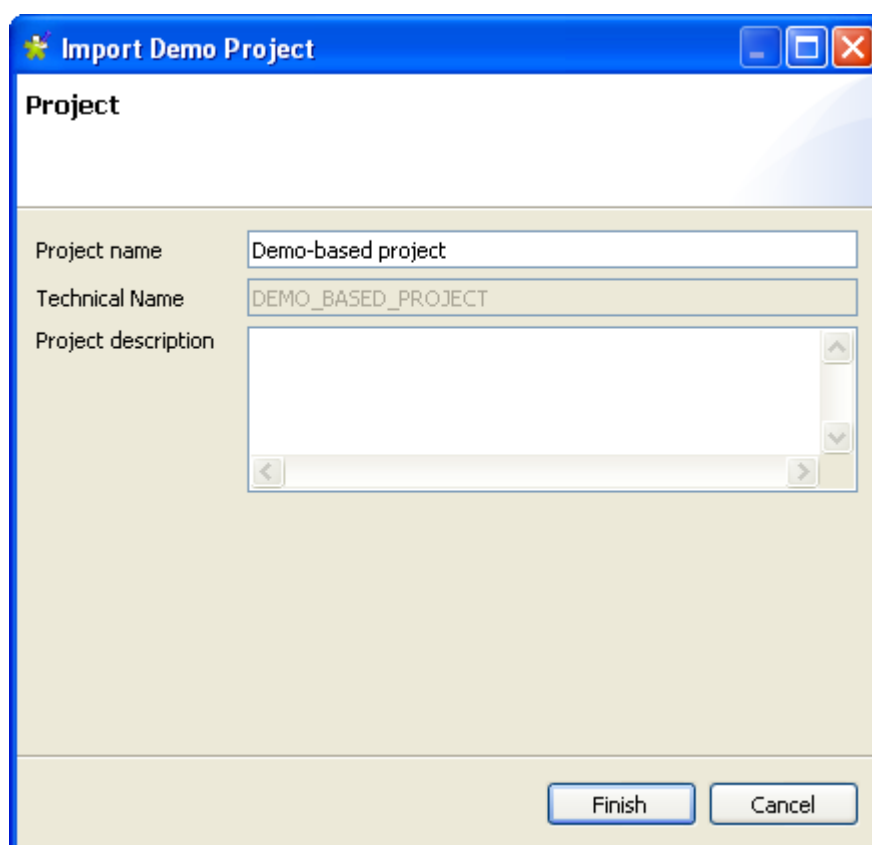 Import Demo Project
Project
Project name
Demo-based project
Technical Name
DEMO_BASED_PROJECT
Project description
Finish
Cancel